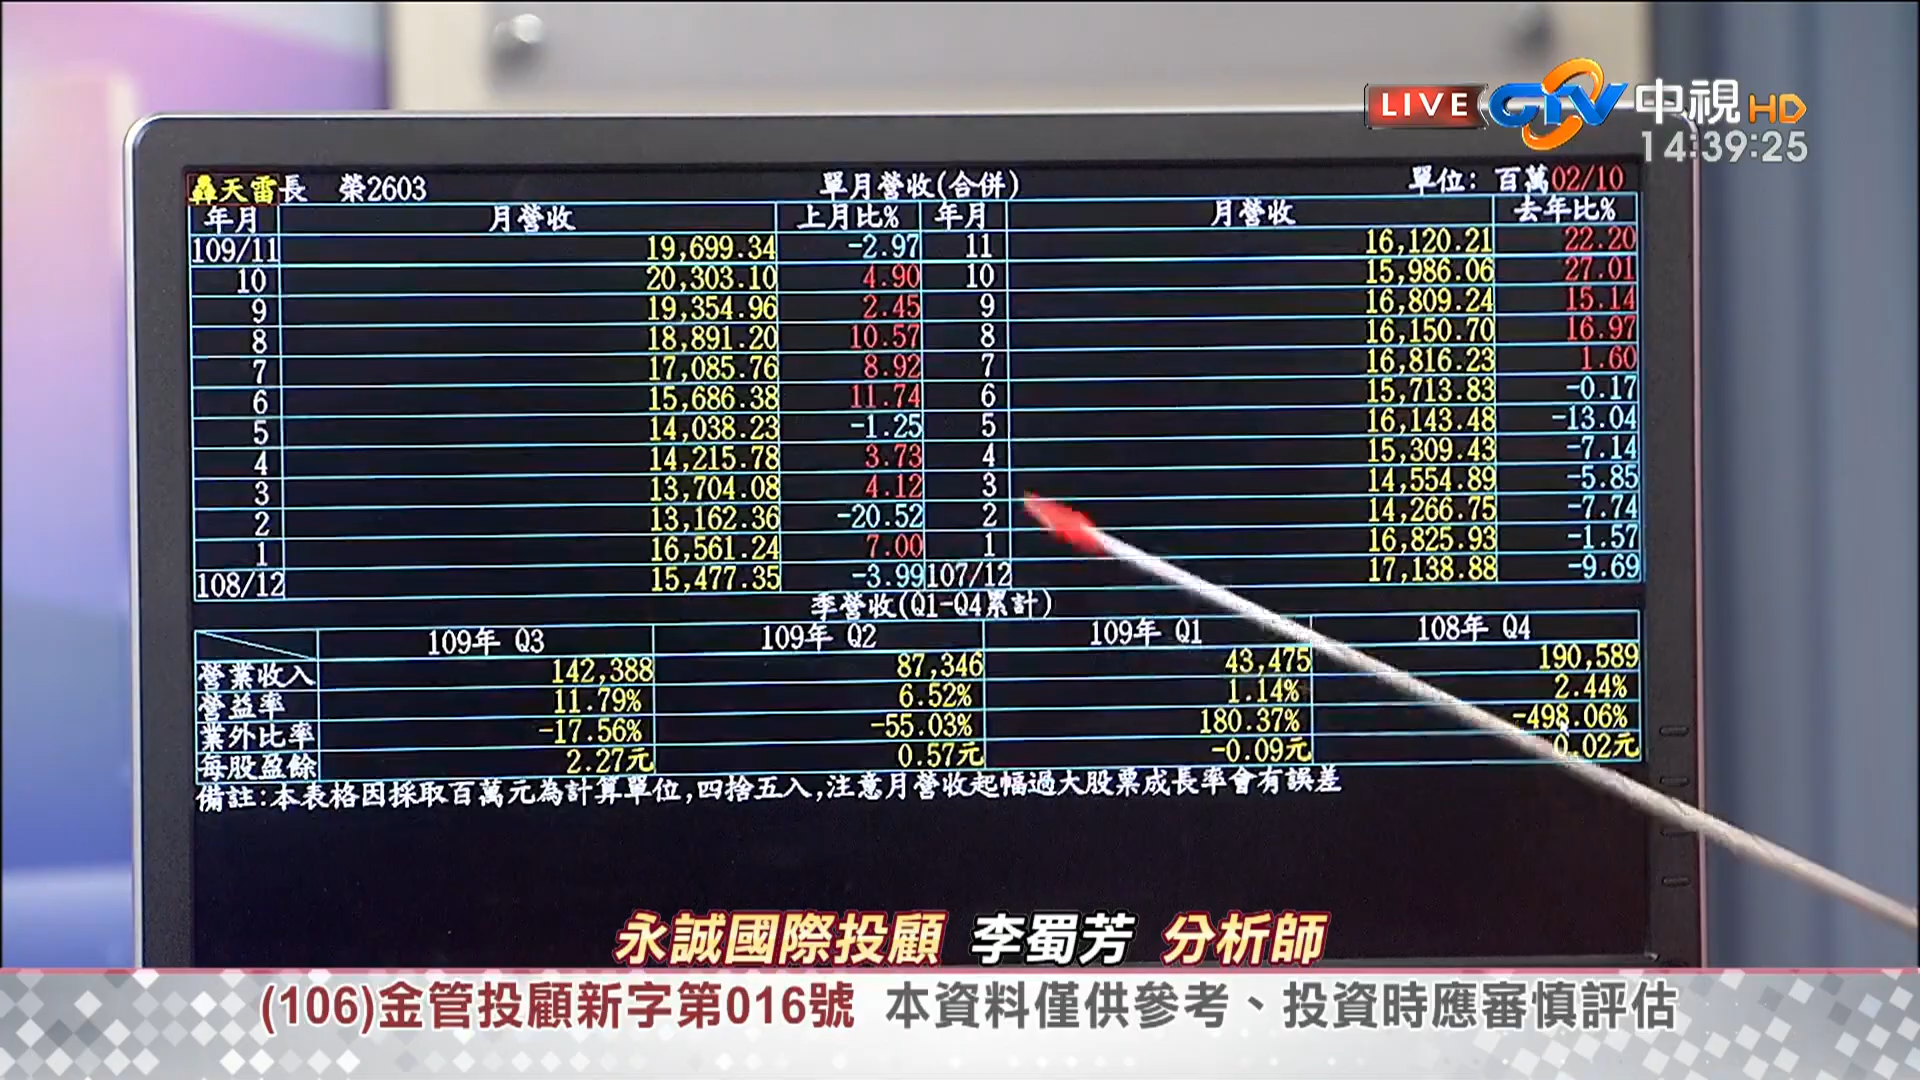 LIVE CTV 中視 HD
14:39:25
轟天雷長 榮2603 單月營收(合併) 單位: 百萬02/10
年月 月營收 上月比% 年月 月營收 去年比%
109/11 19,699.34 -2.97 11 16,120.21 22.20
10 20,303.10 4.90 10 15,986.06 27.01
9 19,354.96 2.45 9 16,809.24 15.14
8 18,891.20 10.57 8 16,150.70 16.97
7 17,085.76 8.92 7 16,816.23 1.60
6 15,686.38 11.74 6 15,713.83 -0.17
5 14,038.23 -1.25 5 16,143.48 -13.04
4 14,215.78 3.73 4 15,309.43 -7.14
3 13,704.08 4.12 3 14,554.89 -5.85
2 13,162.36 -20.52 2 14,266.75 -7.74
1 16,561.24 7.00 1 16,825.93 -1.57
108/12 15,477.35 -3.99 107/12 17,138.88 -9.69
季營收(Q1-Q4累計)
109年 Q3 109年 Q2 109年 Q1 108年 Q4
營業收入 142,388 87,346 43,475 190,589
營益率 11.79% 6.52% 1.14% 2.44%
業外比率 -17.56% -55.03% 180.37% -498.06%
每股盈餘 2.27元 0.57元 -0.09元 0.02元
備註:本表格因採取百萬元為計算單位,四捨五入,注意月營收起幅過大股票成長率會有誤差
永誠國際投顧 李蜀芳 分析師
(106)金管投顧新字第016號 本資料僅供參考、投資時應審慎評估